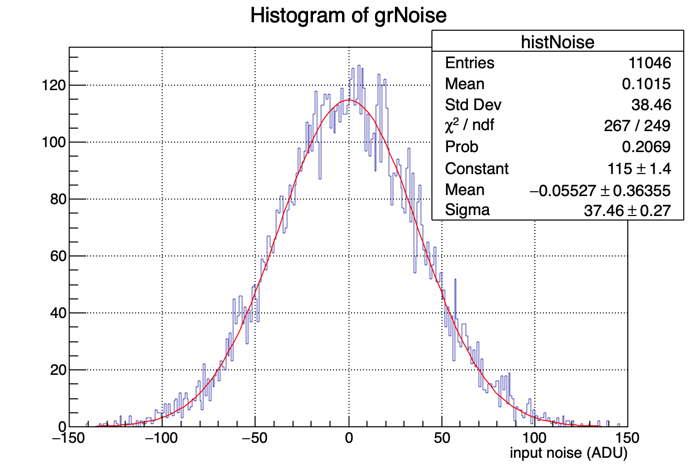 Histogram of grNoise
histNoise
Entries 11046
Mean 0.1015
Std Dev 38.46
χ² / ndf 267 / 249
Prob 0.2069
Constant 115 ± 1.4
Mean −0.05527 ± 0.36355
Sigma 37.46 ± 0.27
120
100
80
60
40
20
0
−150 −100 −50 0 50 100 150
input noise (ADU)